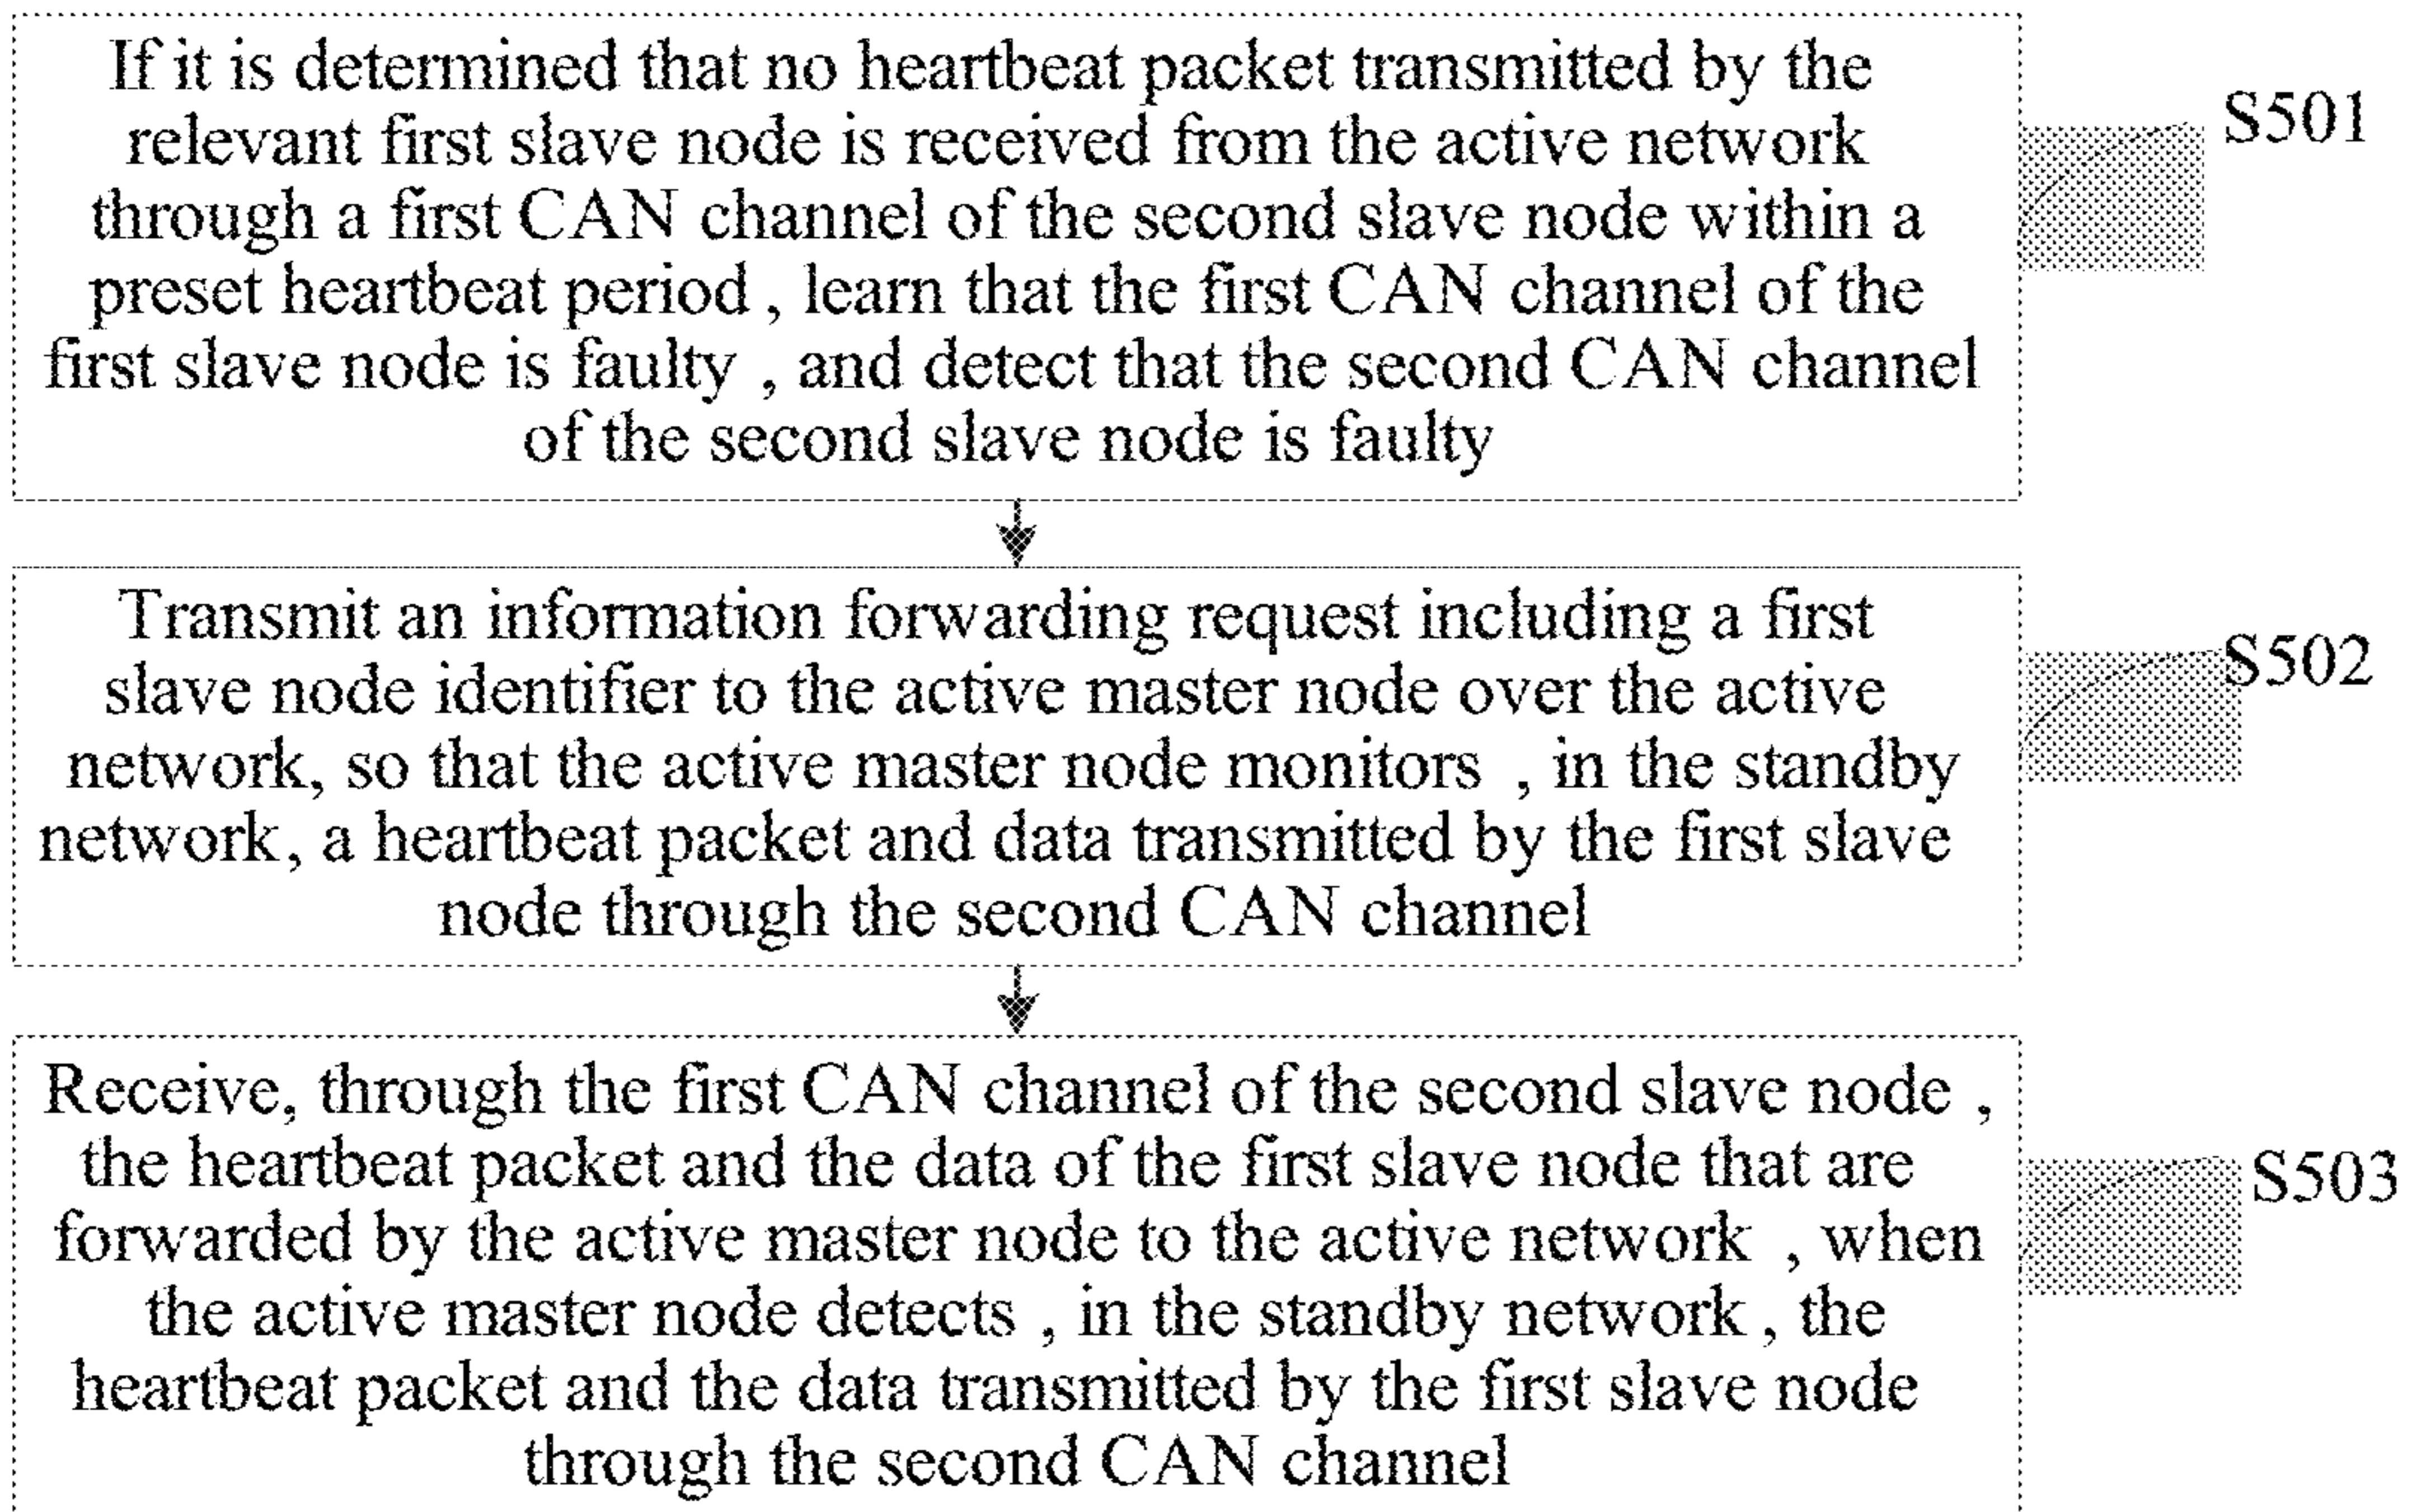 If it is determined that no heartbeat packet transmitted by the
relevant first slave node is received from the active network
through a first CAN channel of the second slave node within a
preset heartbeat period , learn that the first CAN channel of the
first slave node is faulty , and detect that the second CAN channel
of the second slave node is faulty
S501
Transmit an information forwarding request including a first
slave node identifier to the active master node over the active
network, so that the active master node monitors , in the standby
network, a heartbeat packet and data transmitted by the first slave
node through the second CAN channel
S502
Receive, through the first CAN channel of the second slave node ,
the heartbeat packet and the data of the first slave node that are
forwarded by the active master node to the active network , when
the active master node detects , in the standby network , the
heartbeat packet and the data transmitted by the first slave node
through the second CAN channel
S503